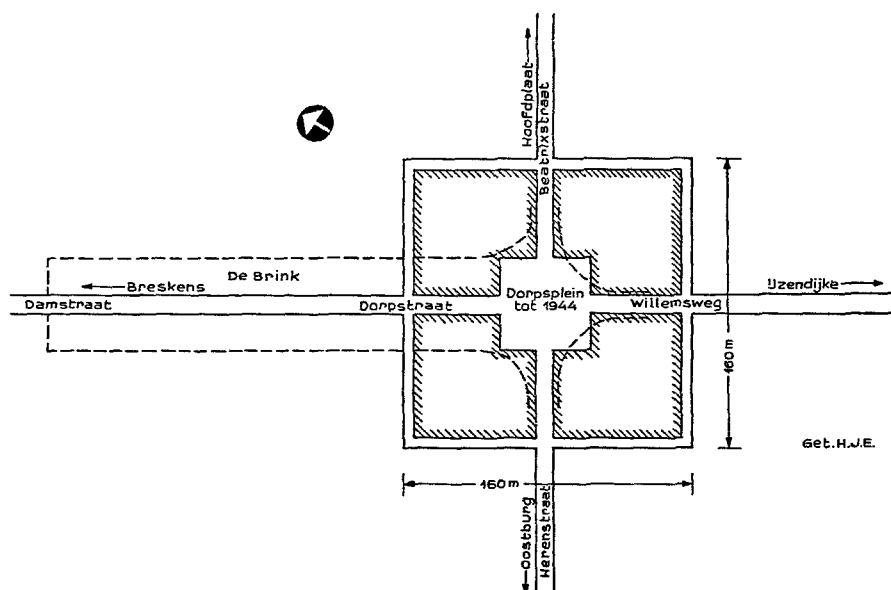 Hoofdplaat
Beatrixstraat
De Brink
Breskens
Damstraat
Dorpstraat
Dorpsplein
tot 1944
Willemsweg
IJzendijke
160 m
Get. H.J.E.
160 m
Oostburg
Herenstraat